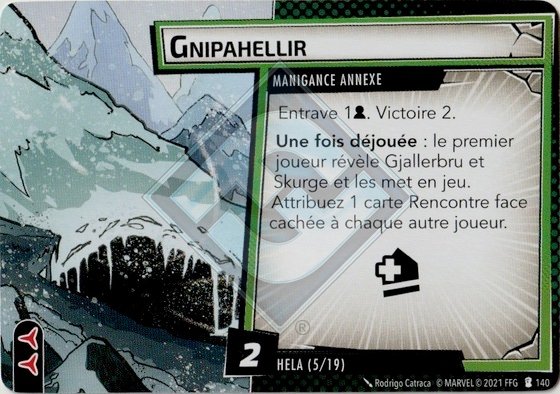 Gnipahellir
MANIGANCE ANNEXE
Entrave 1. Victoire 2.
Une fois déjouée : le premier
joueur révèle Gjallerbru et
Skurge et les met en jeu.
Attribuez 1 carte Rencontre face
cachée à chaque autre joueur.
®
2
HELA (5/19)
Rodrigo Catraca © MARVEL © 2021 FFG 140